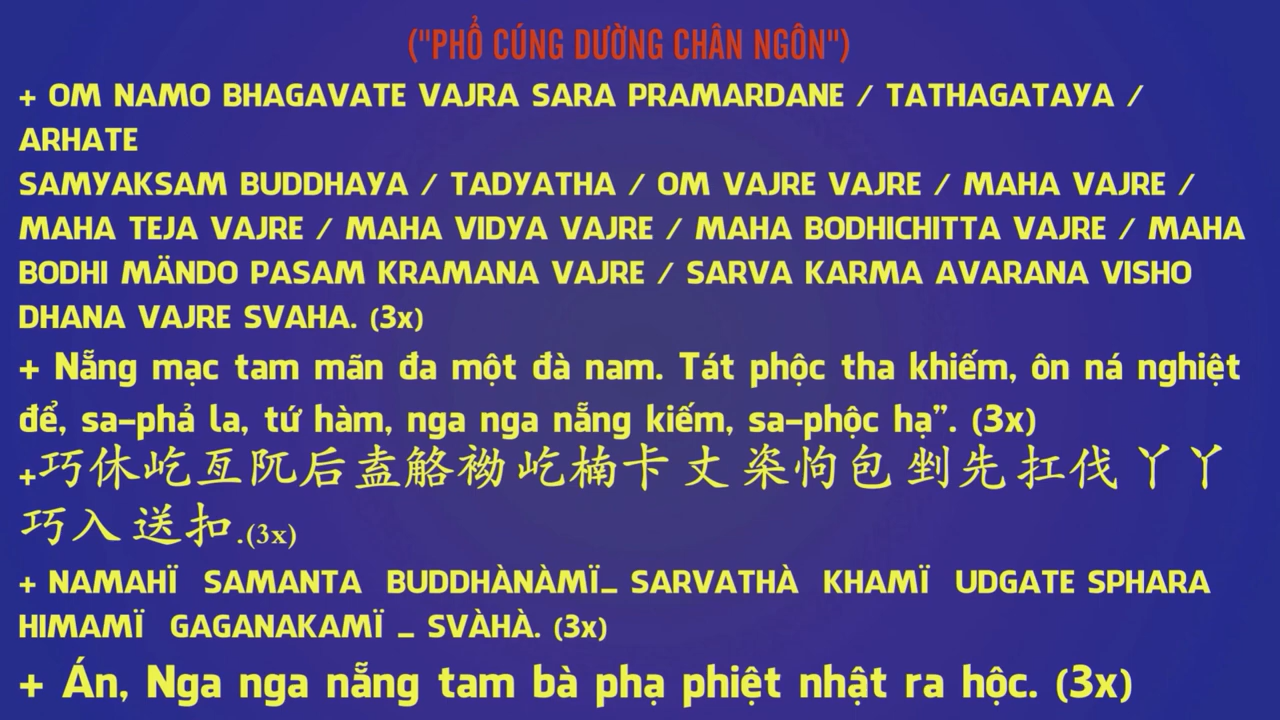 ("PHỔ CÚNG DƯỜNG CHÂN NGÔN")
+ OM NAMO BHAGAVATE VAJRA SARA PRAMARDANE / TATHAGATAYA /
ARHATE
SAMYAKSAM BUDDHAYA / TADYATHA / OM VAJRE VAJRE / MAHA VAJRE /
MAHA TEJA VAJRE / MAHA VIDYA VAJRE / MAHA BODHICHITTA VAJRE / MAHA
BODHI MÄNDO PASAM KRAMANA VAJRE / SARVA KARMA AVARANA VISHO
DHANA VAJRE SVAHA. (3x)
+ Nẵng mạc tam mãn đa một đà nam. Tát phộc tha khiếm, ôn ná nghiệt
để, sa-phả la, tứ hàm, nga nga nẵng kiếm, sa-phộc hạ”. (3x)
+巧休屹亙阢后盍觡袎屹楠卡丈栥恦包剉先扛伐丫丫
巧入送扣.(3x)
+ NAMAHÏ SAMANTA BUDDHÀNÀMÏ_ SARVATHÀ KHAMÏ UDGATE SPHARA
HIMAMÏ GAGANAKAMÏ _ SVÀHÀ. (3x)
+ Án, Nga nga nẵng tam bà phạ phiệt nhật ra hộc. (3x)